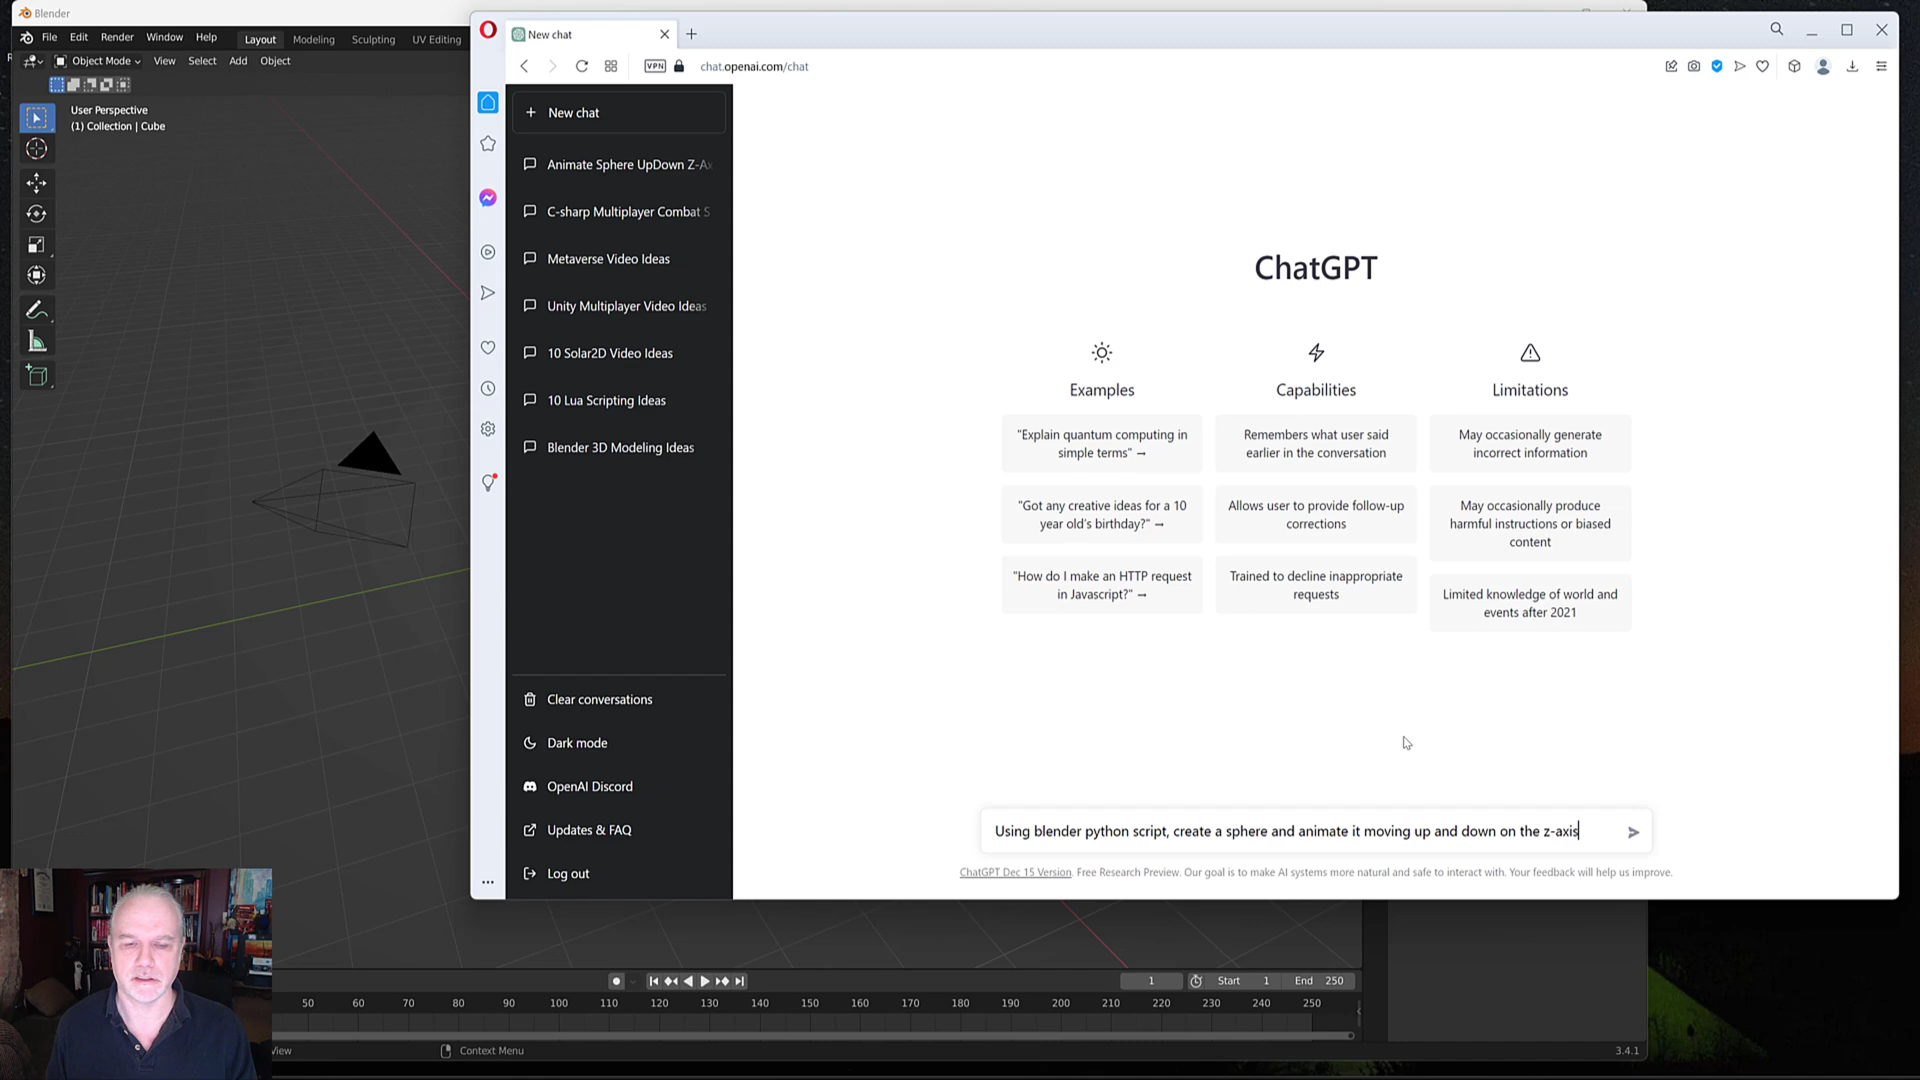 Blender
File Edit Render Window Help Layout Modeling Sculpting UV Editing
Object Mode View Select Add Object
User Perspective
(1) Collection | Cube
New chat
VPN chat.openai.com/chat
New chat
Animate Sphere UpDown Z-Ax
C-sharp Multiplayer Combat S
Metaverse Video Ideas
Unity Multiplayer Video Ideas
10 Solar2D Video Ideas
10 Lua Scripting Ideas
Blender 3D Modeling Ideas
Clear conversations
Dark mode
OpenAI Discord
Updates & FAQ
Log out
ChatGPT
Examples
"Explain quantum computing in
simple terms" →
"Got any creative ideas for a 10
year old's birthday?" →
"How do I make an HTTP request
in Javascript?" →
Capabilities
Remembers what user said
earlier in the conversation
Allows user to provide follow-up
corrections
Trained to decline inappropriate
requests
Limitations
May occasionally generate
incorrect information
May occasionally produce
harmful instructions or biased
content
Limited knowledge of world and
events after 2021
Using blender python script, create a sphere and animate it moving up and down on the z-axis
ChatGPT Dec 15 Version. Free Research Preview. Our goal is to make AI systems more natural and safe to interact with. Your feedback will help us improve.
1 Start 1 End 250
50 60 70 80 90 100 110 120 130 140 150 160 170 180 190 200 210 220 230 240 250
View Context Menu 3.4.1